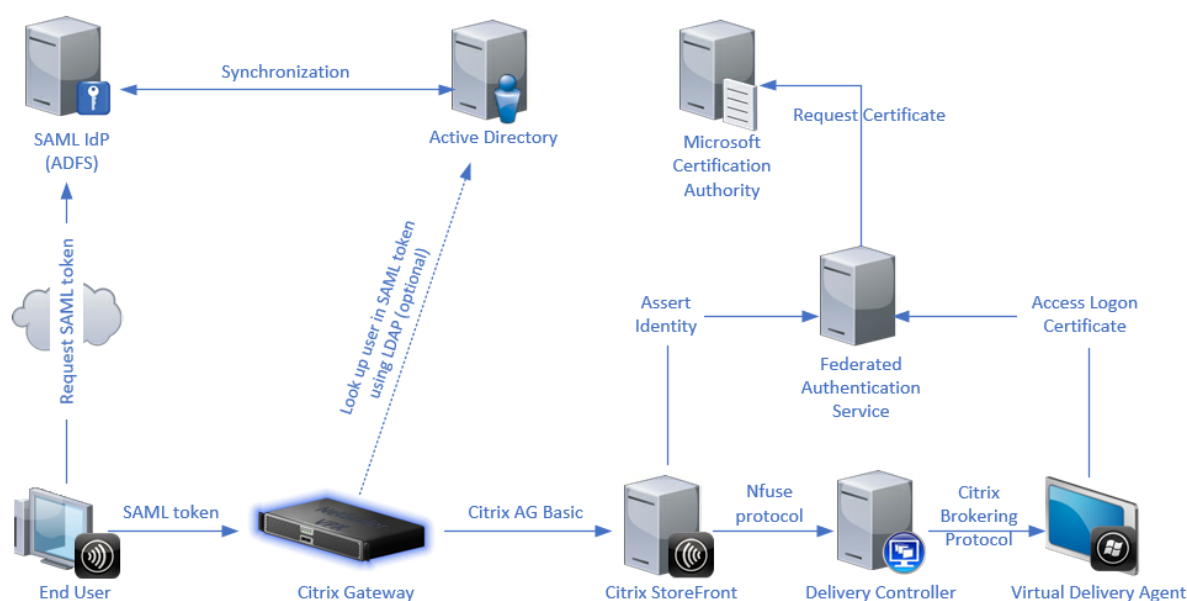 Synchronization
SAML IdP
(ADFS)
Active Directory
Request Certificate
Microsoft
Certification
Authority
Request SAML token
Look up user in SAML token
using LDAP (optional)
Assert
Identity
Access Logon
Certificate
Federated
Authentication
Service
SAML token
Citrix AG Basic
Nfuse
protocol
Citrix
Brokering
Protocol
End User
Citrix Gateway
Citrix StoreFront
Delivery Controller
Virtual Delivery Agent